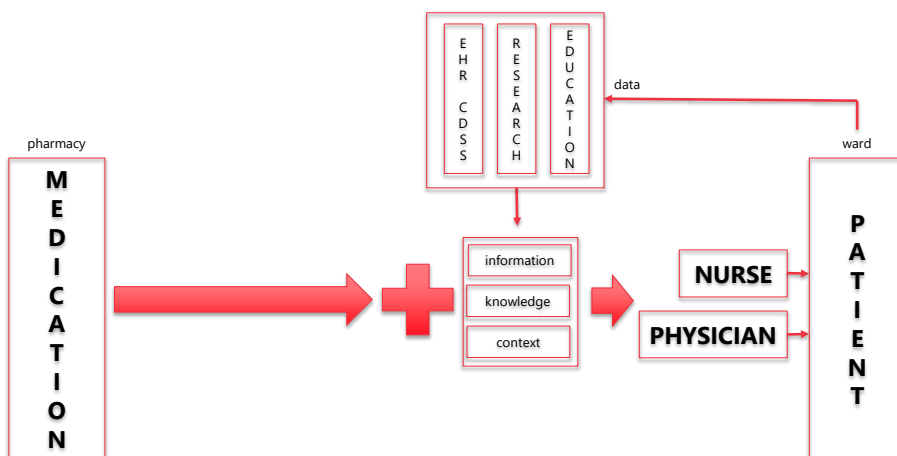 EHR CDSS
RESEARCH
EDUCATION
data
pharmacy
ward
MEDICATION
information
knowledge
context
NURSE
PHYSICIAN
PATIENT